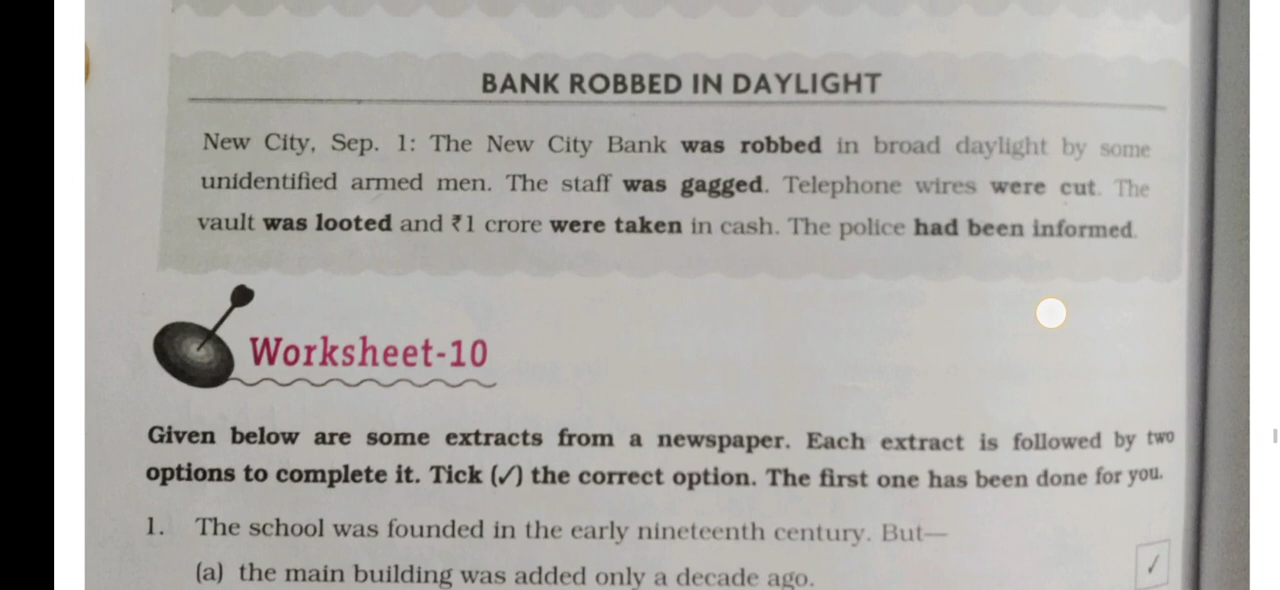 BANK ROBBED IN DAYLIGHT
New City, Sep. 1: The New City Bank was robbed in broad daylight by some
unidentified armed men. The staff was gagged. Telephone wires were cut. The
vault was looted and ₹1 crore were taken in cash. The police had been informed.
Worksheet-10
Given below are some extracts from a newspaper. Each extract is followed by two
options to complete it. Tick (✓) the correct option. The first one has been done for you.
1. The school was founded in the early nineteenth century. But—
(a) the main building was added only a decade ago. ✓